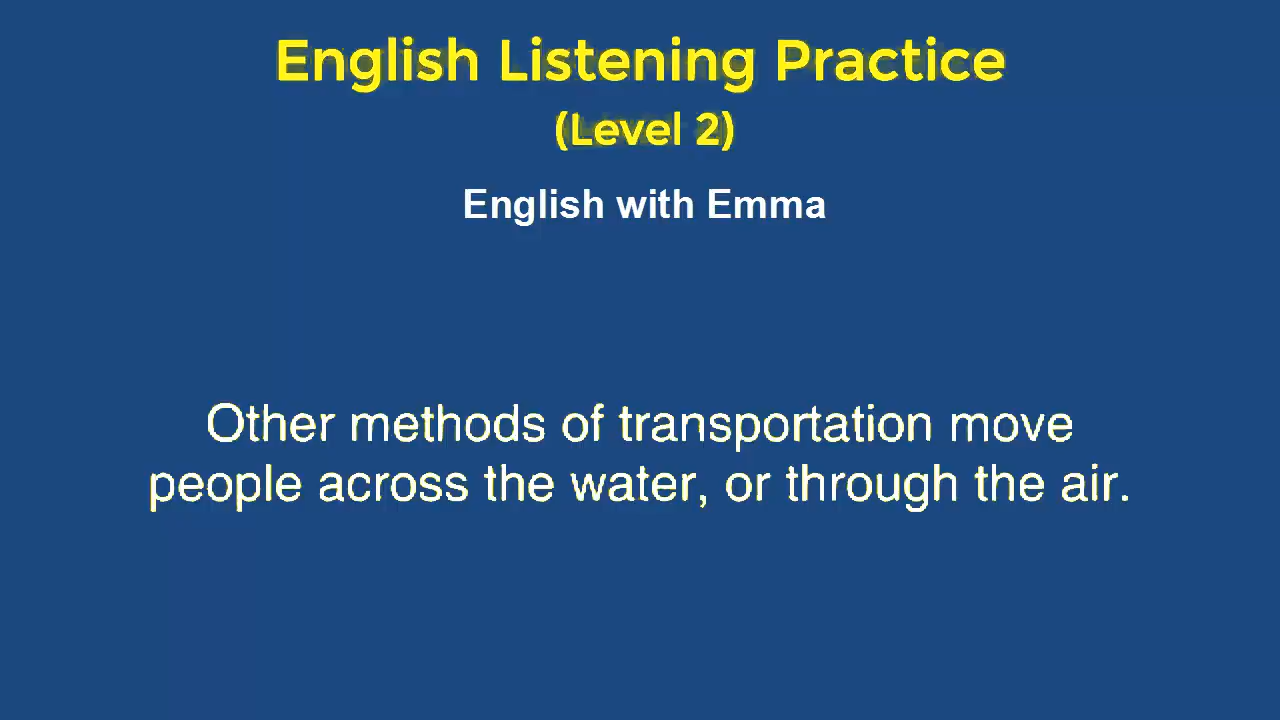 English Listening Practice
(Level 2)
English with Emma
Other methods of transportation move
people across the water, or through the air.